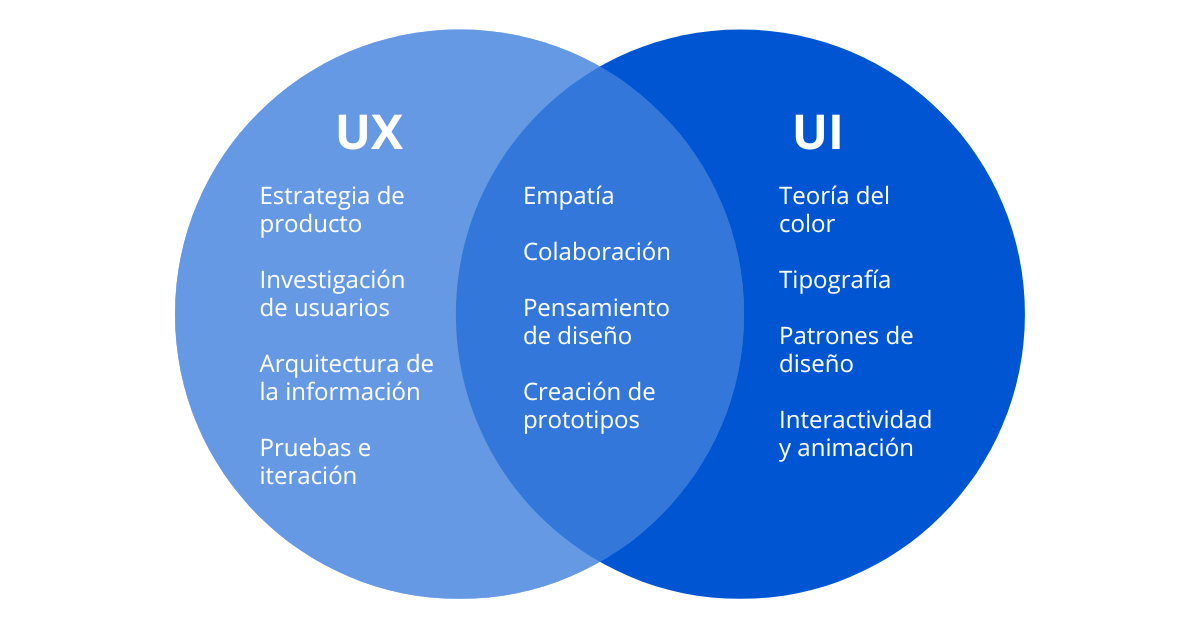 UX
Estrategia de
producto
Investigación
de usuarios
Arquitectura de
la información
Pruebas e
iteración
Empatía
Colaboración
Pensamiento
de diseño
Creación de
prototipos
UI
Teoría del
color
Tipografía
Patrones de
diseño
Interactividad
y animación